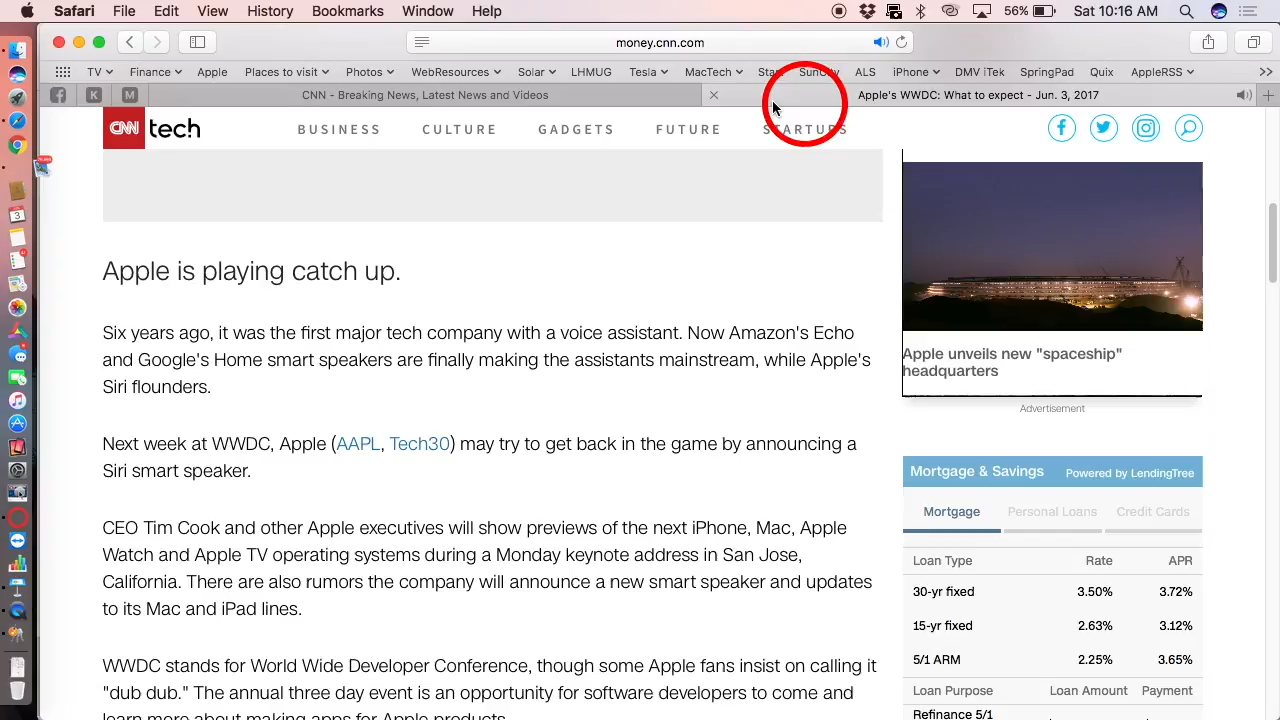 Safari File Edit View History Bookmarks Window Help 56% Sat 10:16 AM
money.cnn.com
TV Finance Apple Places to visit Photos WebResources Solar LHMUG Tesla MacTech SunCity ALS iPhone DMV iTek SpringPad Quix AppleRSS
K M CNN - Breaking News, Latest News and Videos Apple's WWDC: What to expect - Jun. 3, 2017
CNN tech BUSINESS CULTURE GADGETS FUTURE STARTUPS
Apple is playing catch up.
Six years ago, it was the first major tech company with a voice assistant. Now Amazon's Echo
and Google's Home smart speakers are finally making the assistants mainstream, while Apple's
Siri flounders.
Next week at WWDC, Apple (AAPL, Tech30) may try to get back in the game by announcing a
Siri smart speaker.
CEO Tim Cook and other Apple executives will show previews of the next iPhone, Mac, Apple
Watch and Apple TV operating systems during a Monday keynote address in San Jose,
California. There are also rumors the company will announce a new smart speaker and updates
to its Mac and iPad lines.
WWDC stands for World Wide Developer Conference, though some Apple fans insist on calling it
"dub dub." The annual three day event is an opportunity for software developers to come and
learn more about making apps for Apple products.
Apple unveils new "spaceship"
headquarters
Advertisement
Mortgage & Savings Powered by LendingTree
Mortgage Personal Loans Credit Cards
Loan Type Rate APR
30-yr fixed 3.50% 3.72%
15-yr fixed 2.63% 3.12%
5/1 ARM 2.25% 3.65%
Loan Purpose Loan Amount Payment
Refinance 5/1